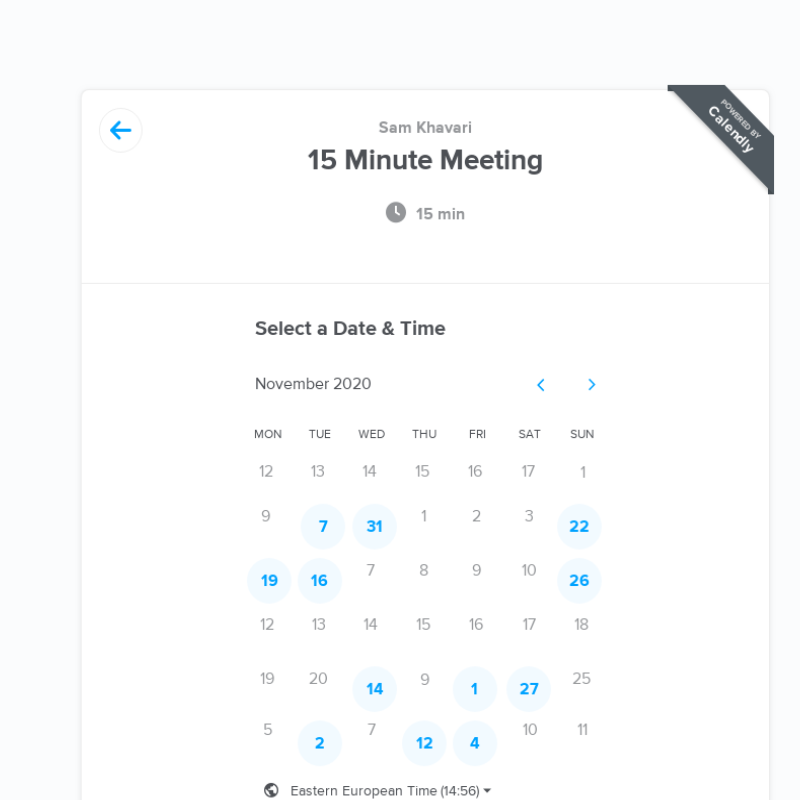 POWERED BY
Calendly
Sam Khavari
15 Minute Meeting
15 min
Select a Date & Time
November 2020
MON TUE WED THU FRI SAT SUN
12 13 14 15 16 17 1
9 7 31 1 2 3 22
19 16 7 8 9 10 26
12 13 14 15 16 17 18
19 20 14 9 1 27 25
5 2 7 12 4 10 11
Eastern European Time (14:56)